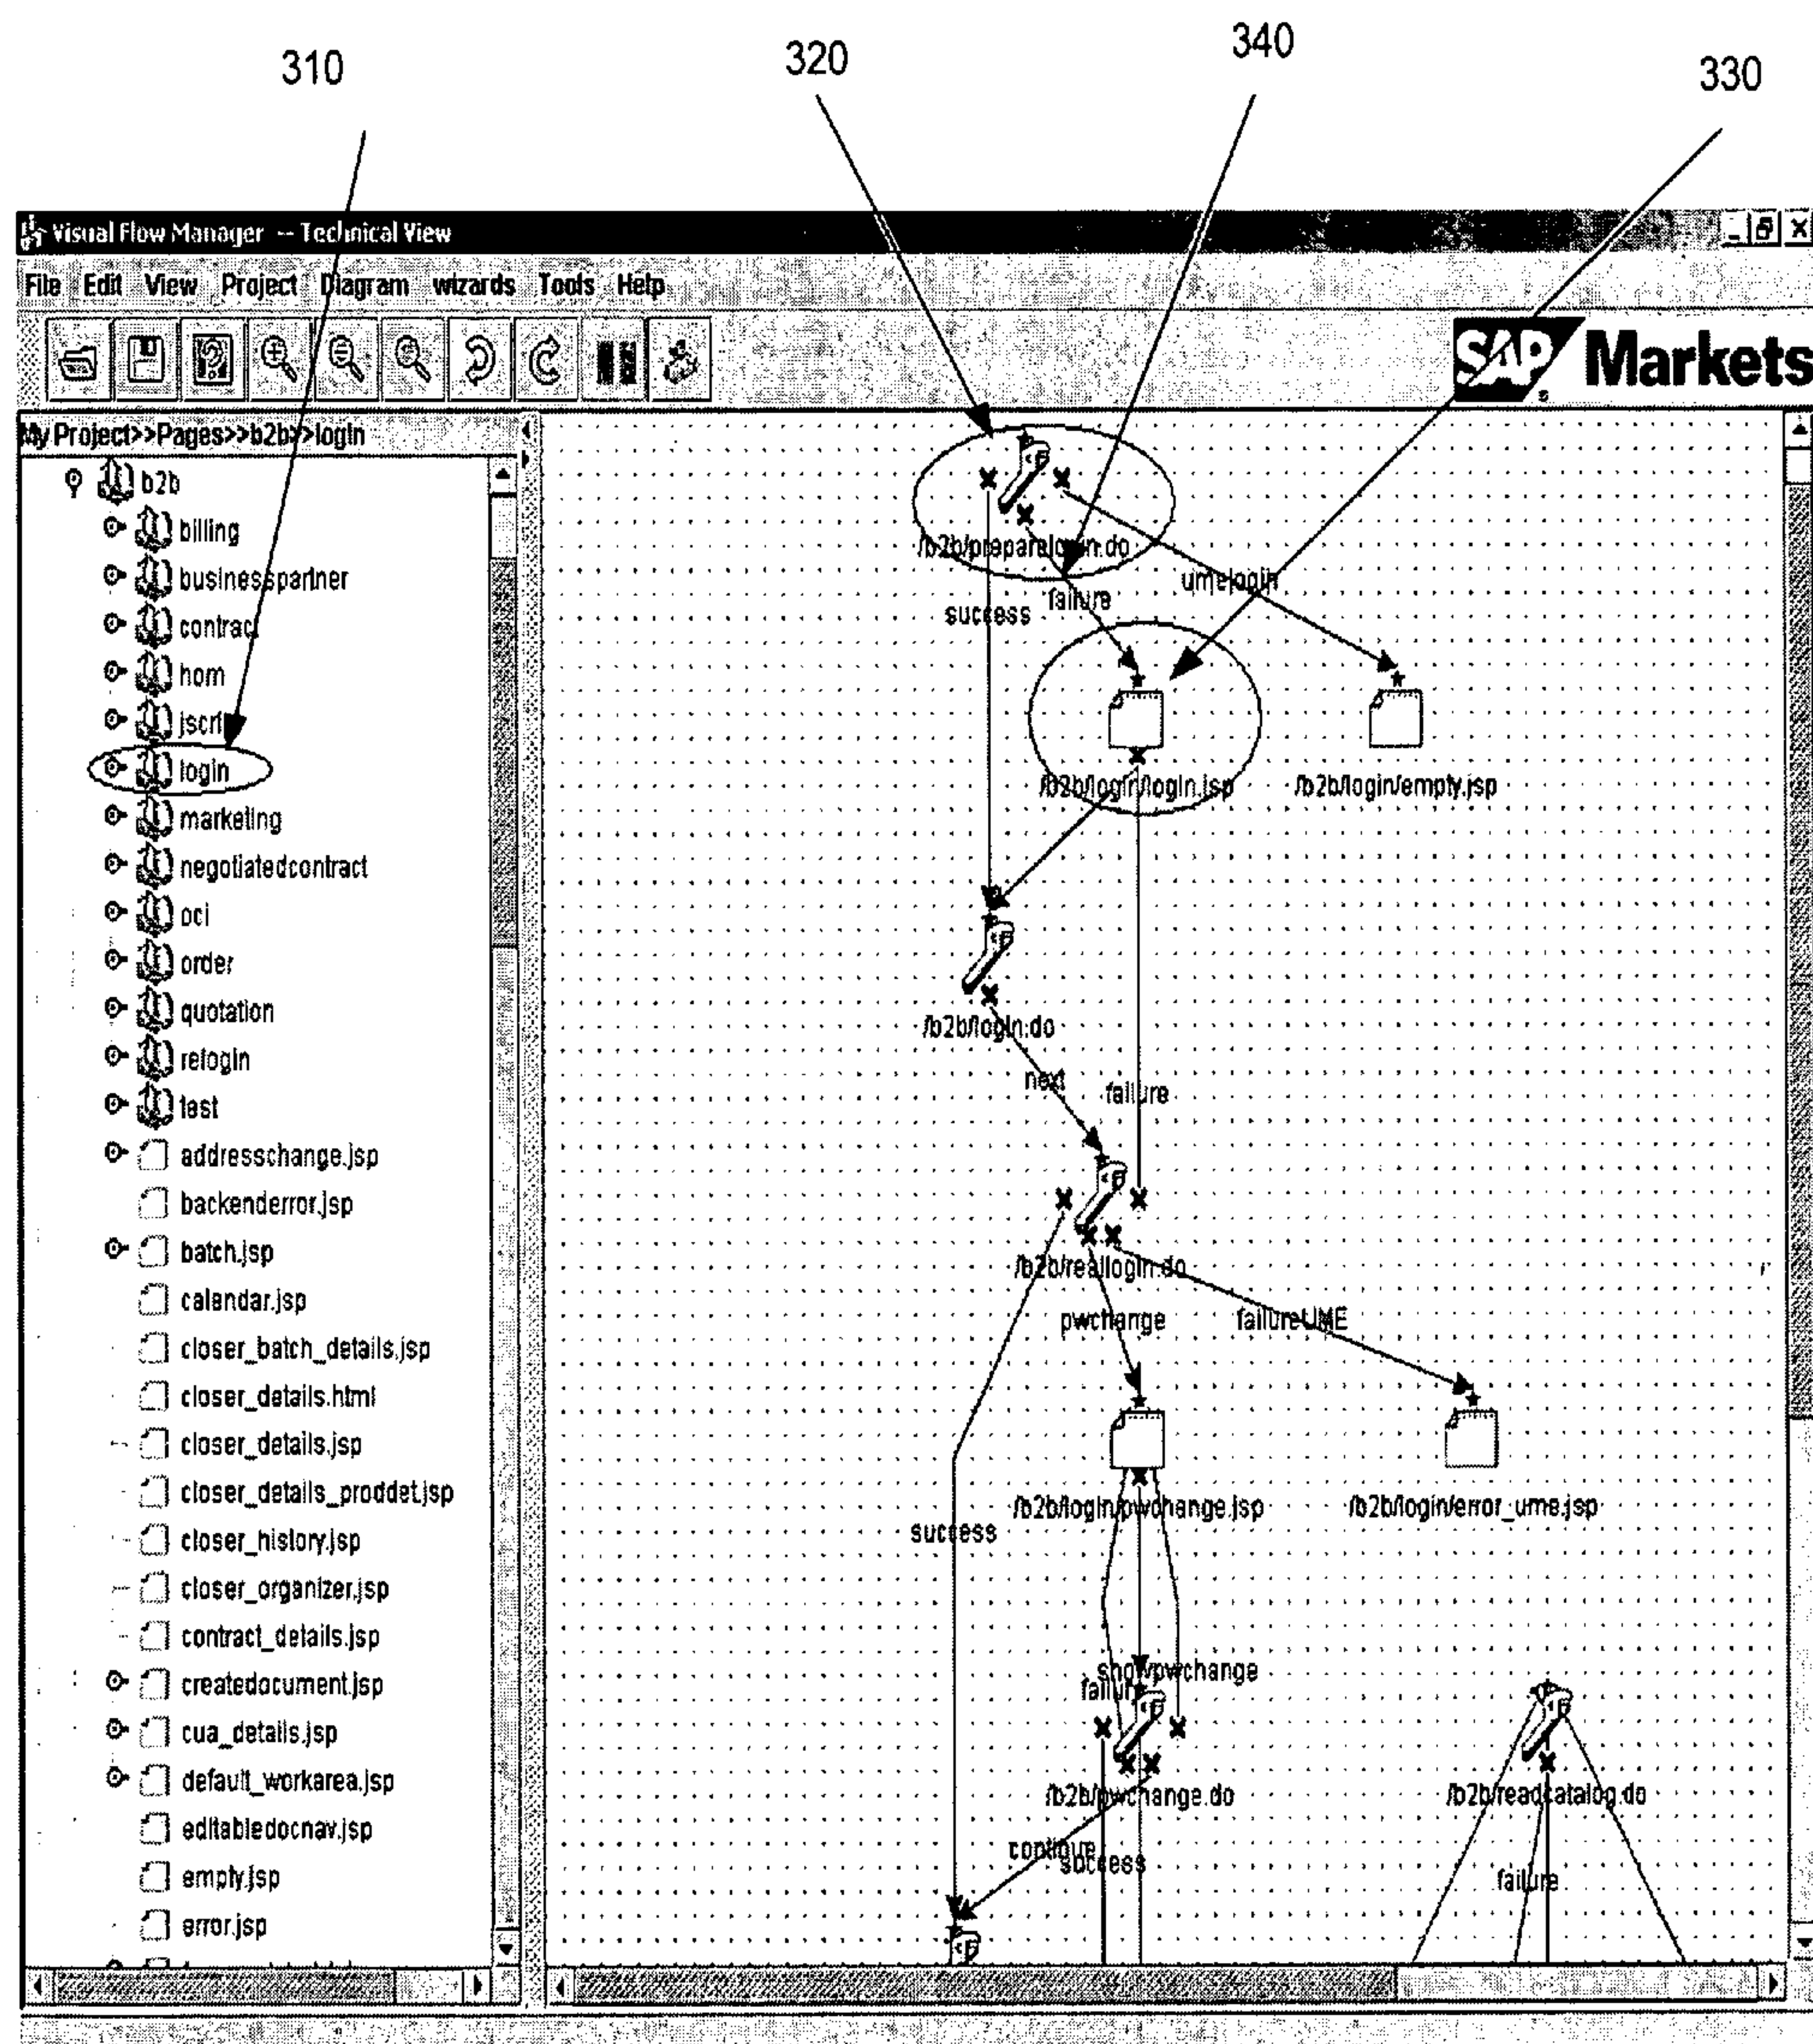 310
320
340
330
Visual Flow Manager -- Technical View
File Edit View Project Diagram wizards Tools Help
SAP Markets
My Project>>Pages>>b2b>>login
b2b
billing
businesspartner
contract
hom
login
marketing
negotiatedcontract
oci
order
quotation
relogin
test
addresschange.jsp
backenderror.jsp
batch.jsp
calendar.jsp
closer_batch_details.jsp
closer_details.html
closer_details.jsp
closer_details_proddet.jsp
closer_history.jsp
closer_organizer.jsp
contract_details.jsp
createdocument.jsp
cua_details.jsp
default_workarea.jsp
editabledocnav.jsp
empty.jsp
error.jsp
/b2b/preparelogin.do
umelogin
failure
success
/b2b/login/login.jsp
/b2b/login/empty.jsp
/b2b/login.do
next
failure
/b2b/reallogin.do
pwchange
failureUME
/b2b/login/pwchange.jsp
/b2b/login/error_ume.jsp
success
showpwchange
failure
/b2b/pwchange.do
/b2b/readcatalog.do
continue
success
failure